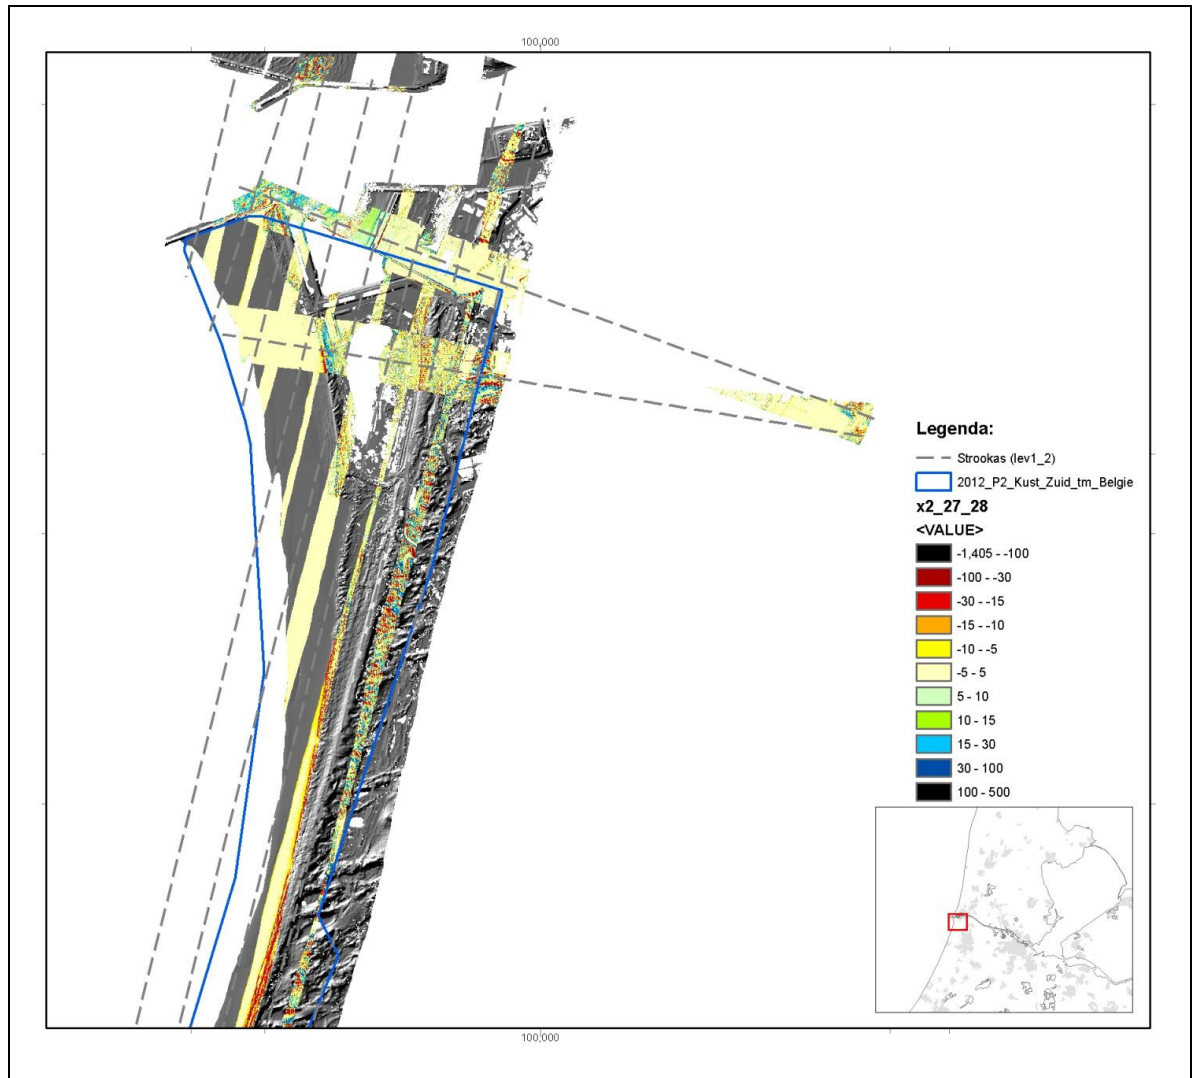 100,000
Legenda:
Strookas (lev1_2)
2012_P2_Kust_Zuid_tm_Belgie
x2_27_28
<VALUE>
-1,405 - -100
-100 - -30
-30 - -15
-15 - -10
-10 - -5
-5 - 5
5 - 10
10 - 15
15 - 30
30 - 100
100 - 500
100,000